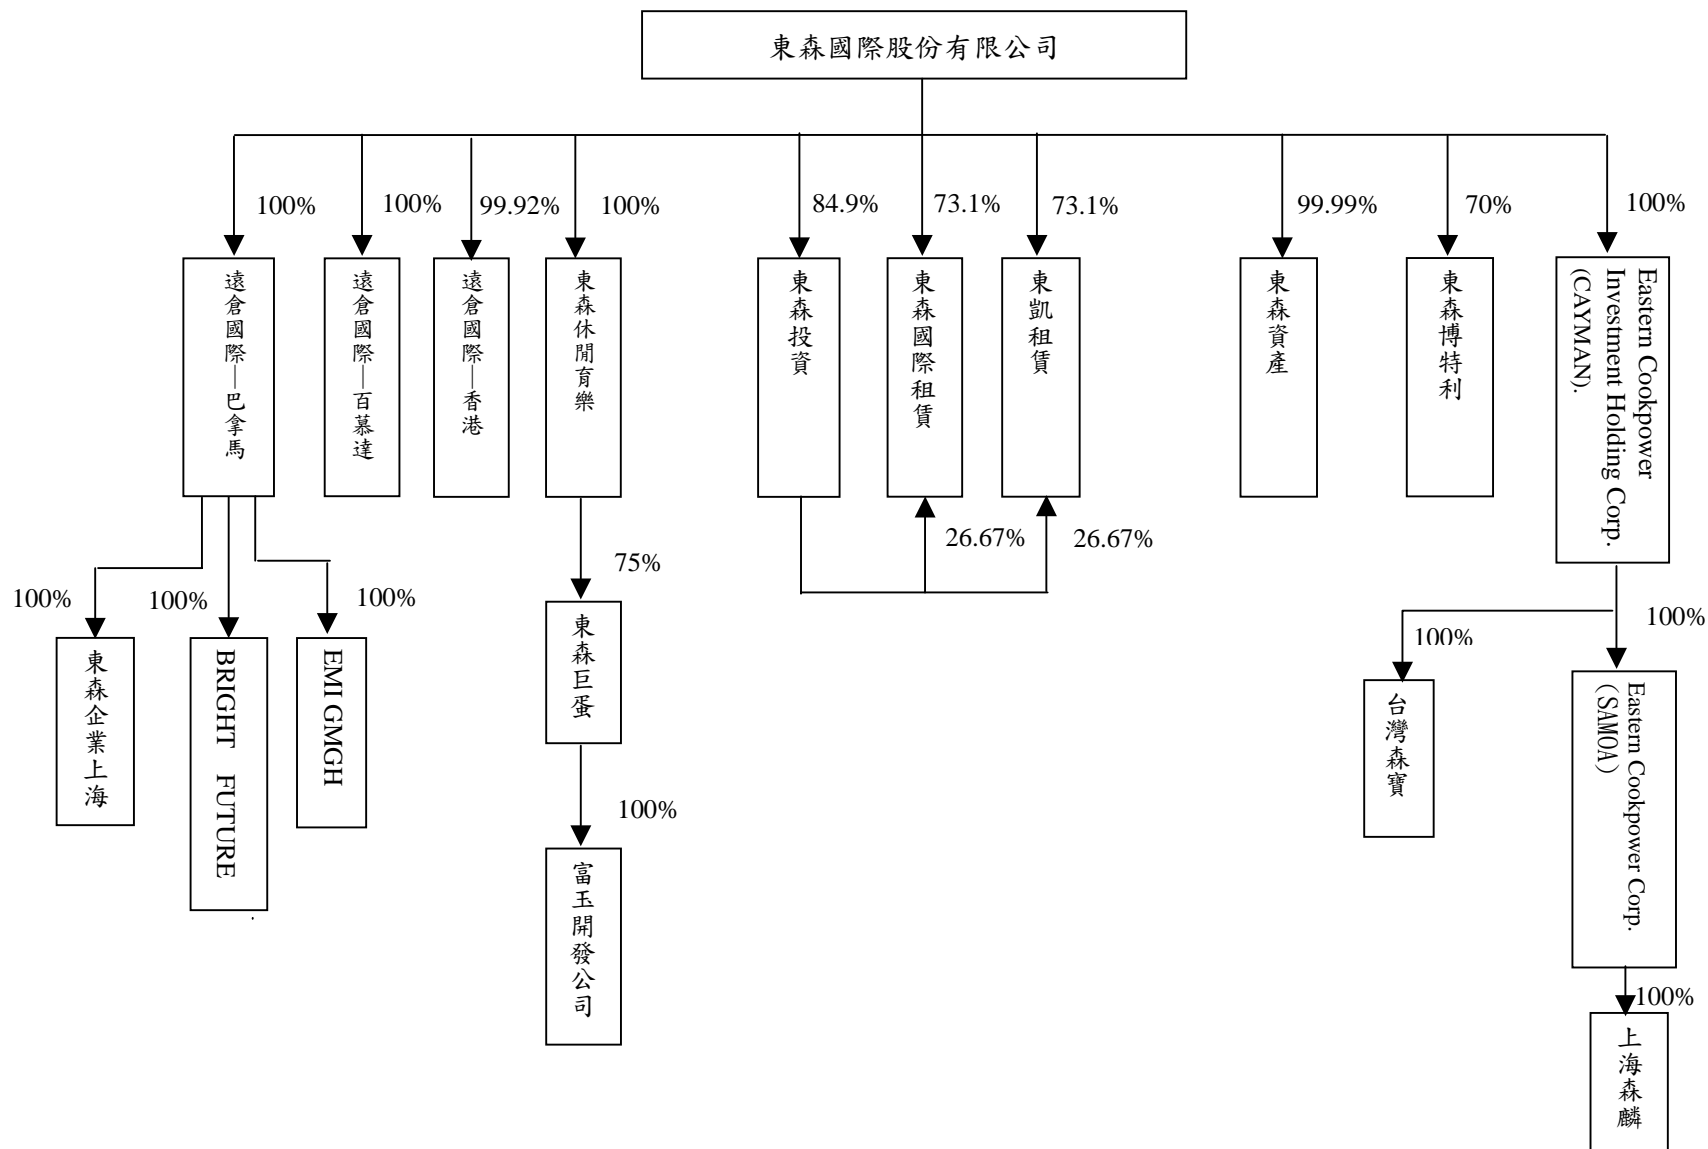 東森國際股份有限公司
100%
100%
99.92%
100%
84.9%
73.1%
73.1%
99.99%
70%
100%
遠倉國際—巴拿馬
遠倉國際—百慕達
遠倉國際—香港
東森休閒育樂
東森投資
東森國際租賃
東凱租賃
東森資產
東森博特利
Eastern Cookpower
Investment Holding Corp.
(CAYMAN).
26.67%
26.67%
75%
100%
100%
100%
100%
100%
東森企業上海
BRIGHT FUTURE
EMI GMGH
東森巨蛋
台灣森寶
Eastern Cookpower Corp.
(SAMOA)
100%
富玉開發公司
100%
上海森麟